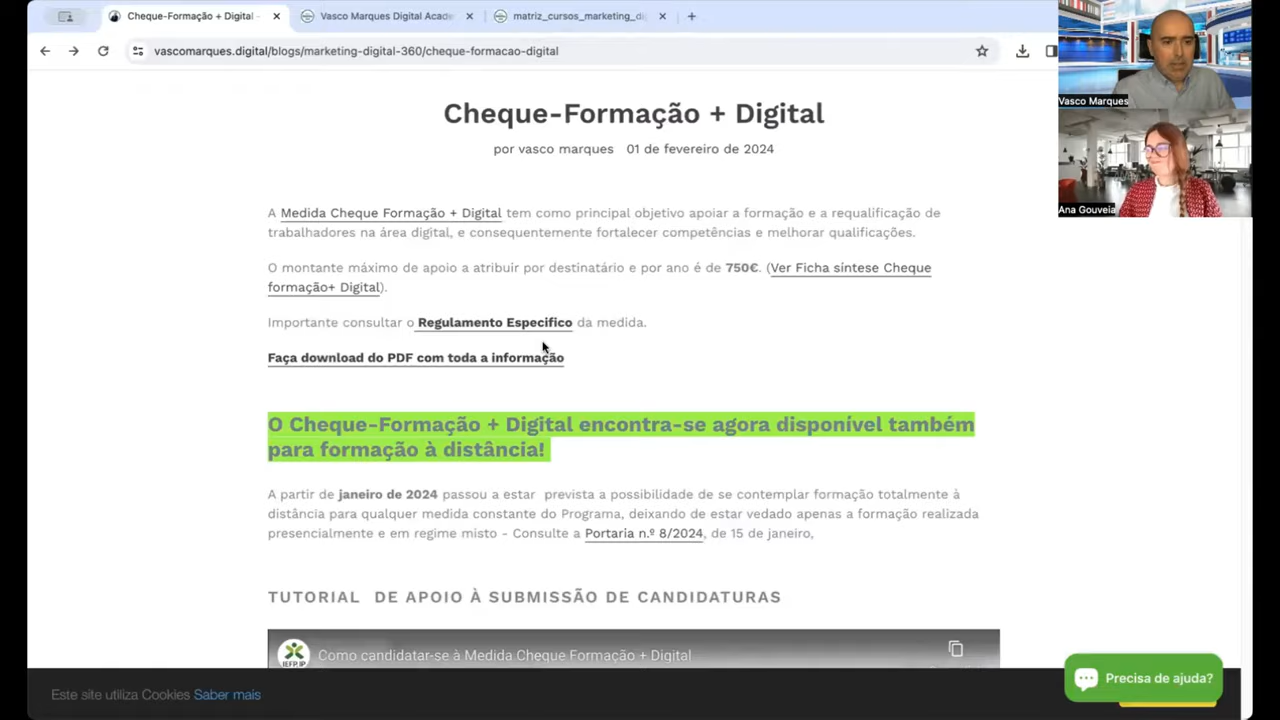 Cheque-Formação + Digital -
Vasco Marques Digital Acade
matriz_cursos_marketing_di
vascomarques.digital/blogs/marketing-digital-360/cheque-formacao-digital
Vasco Marques
Ana Gouveia
Cheque-Formação + Digital
por vasco marques 01 de fevereiro de 2024
A Medida Cheque Formação + Digital tem como principal objetivo apoiar a formação e a requalificação de
trabalhadores na área digital, e consequentemente fortalecer competências e melhorar qualificações.
O montante máximo de apoio a atribuir por destinatário e por ano é de 750€. (Ver Ficha síntese Cheque
formação+ Digital).
Importante consultar o Regulamento Especifico da medida.
Faça download do PDF com toda a informação
O Cheque-Formação + Digital encontra-se agora disponível também
para formação à distância!
A partir de janeiro de 2024 passou a estar prevista a possibilidade de se contemplar formação totalmente à
distância para qualquer medida constante do Programa, deixando de estar vedado apenas a formação realizada
presencialmente e em regime misto - Consulte a Portaria n.º 8/2024, de 15 de janeiro,
TUTORIAL DE APOIO À SUBMISSÃO DE CANDIDATURAS
IEFP, IP
Como candidatar-se à Medida Cheque Formação + Digital
Este site utiliza Cookies Saber mais
Precisa de ajuda?